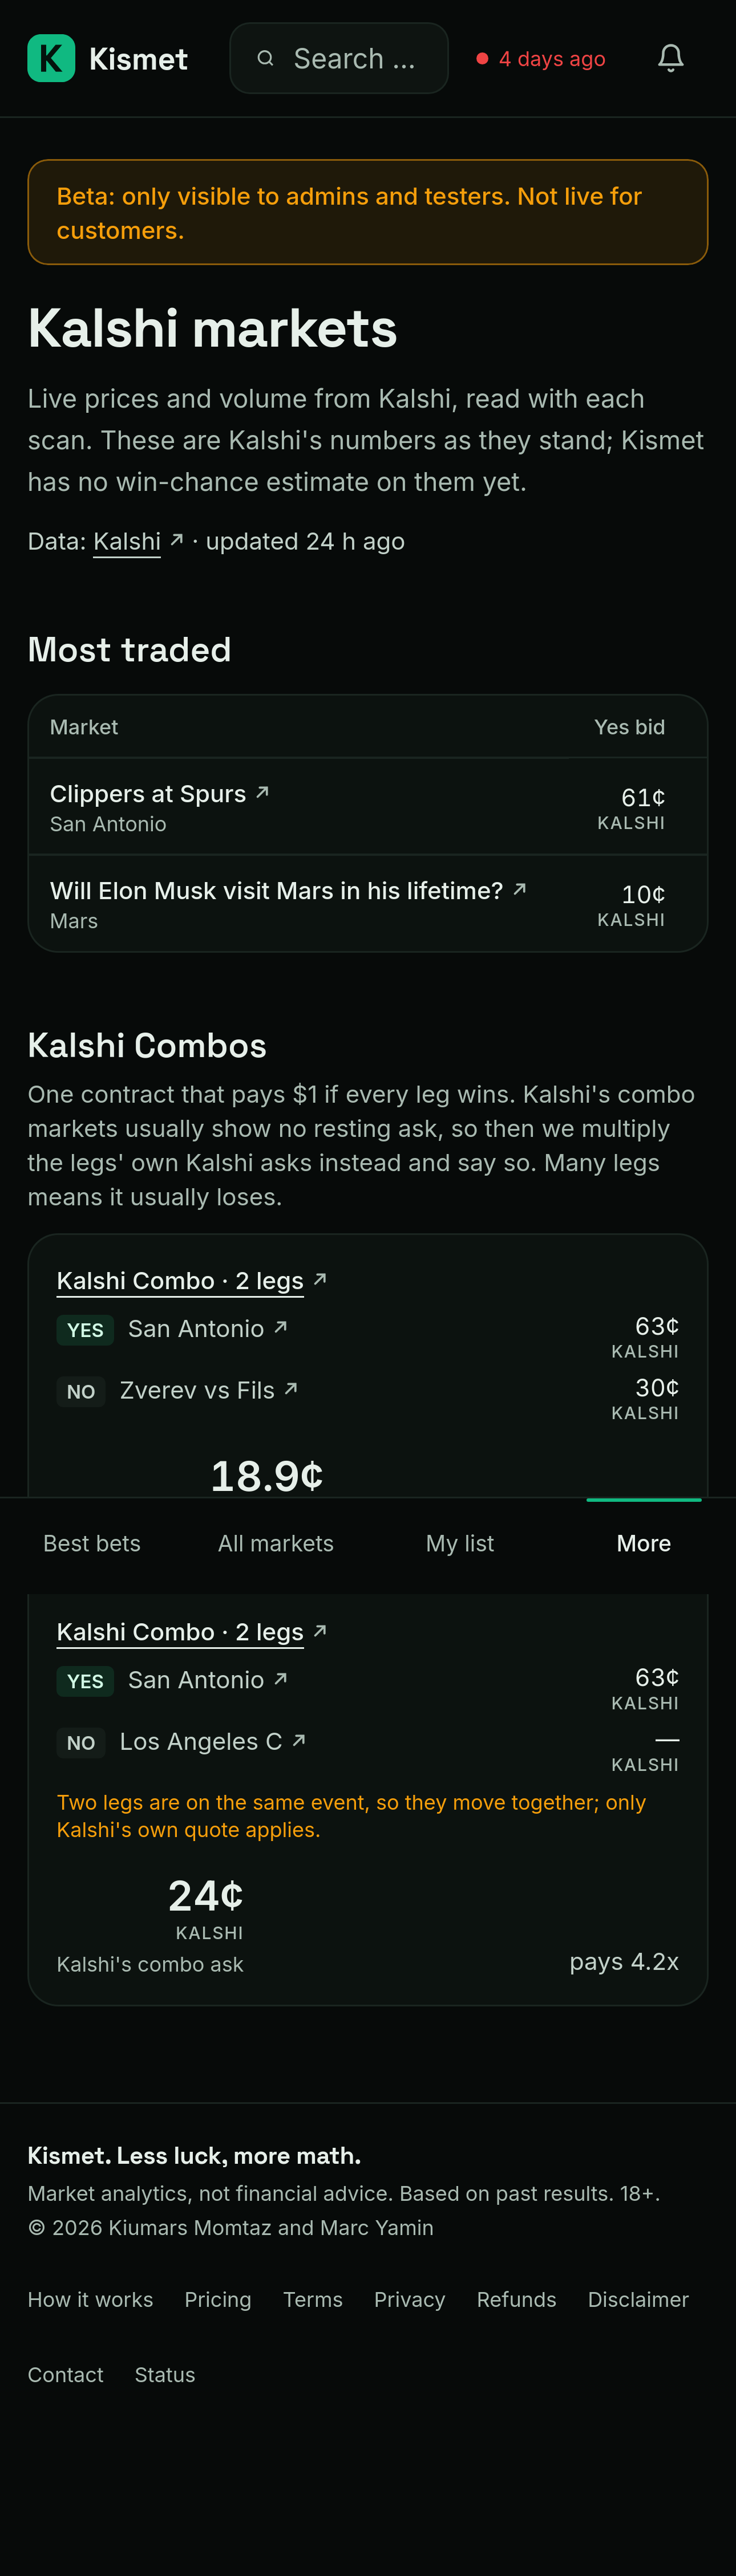 K Kismet
Search ...
4 days ago
Beta: only visible to admins and testers. Not live for
customers.
Kalshi markets
Live prices and volume from Kalshi, read with each
scan. These are Kalshi's numbers as they stand; Kismet
has no win-chance estimate on them yet.
Data: Kalshi ↗ · updated 24 h ago
Most traded
Market Yes bid
Clippers at Spurs ↗ 61¢
San Antonio KALSHI
Will Elon Musk visit Mars in his lifetime? ↗ 10¢
Mars KALSHI
Kalshi Combos
One contract that pays $1 if every leg wins. Kalshi's combo
markets usually show no resting ask, so then we multiply
the legs' own Kalshi asks instead and say so. Many legs
means it usually loses.
Kalshi Combo · 2 legs ↗
YES San Antonio ↗ 63¢
KALSHI
NO Zverev vs Fils ↗ 30¢
KALSHI
18.9¢
Best bets All markets My list More
Kalshi Combo · 2 legs ↗
YES San Antonio ↗ 63¢
KALSHI
NO Los Angeles C ↗ —
KALSHI
Two legs are on the same event, so they move together; only
Kalshi's own quote applies.
24¢
KALSHI
Kalshi's combo ask pays 4.2x
Kismet. Less luck, more math.
Market analytics, not financial advice. Based on past results. 18+.
© 2026 Kiumars Momtaz and Marc Yamin
How it works Pricing Terms Privacy Refunds Disclaimer
Contact Status